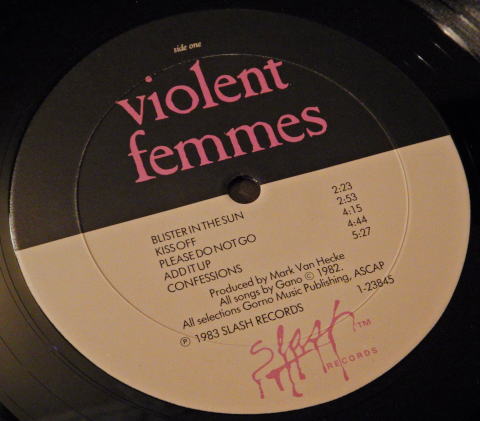 side one
violent
femmes
BLISTER IN THE SUN 2:23
KISS OFF 2:53
PLEASE DO NOT GO 4:15
ADD IT UP 4:44
CONFESSIONS 5:27
Produced by Mark Van Hecke
All songs by Gano © 1982.
All selections Gorno Music Publishing, ASCAP
℗ 1983 SLASH RECORDS 1-23845
Slash TM
RECORDS